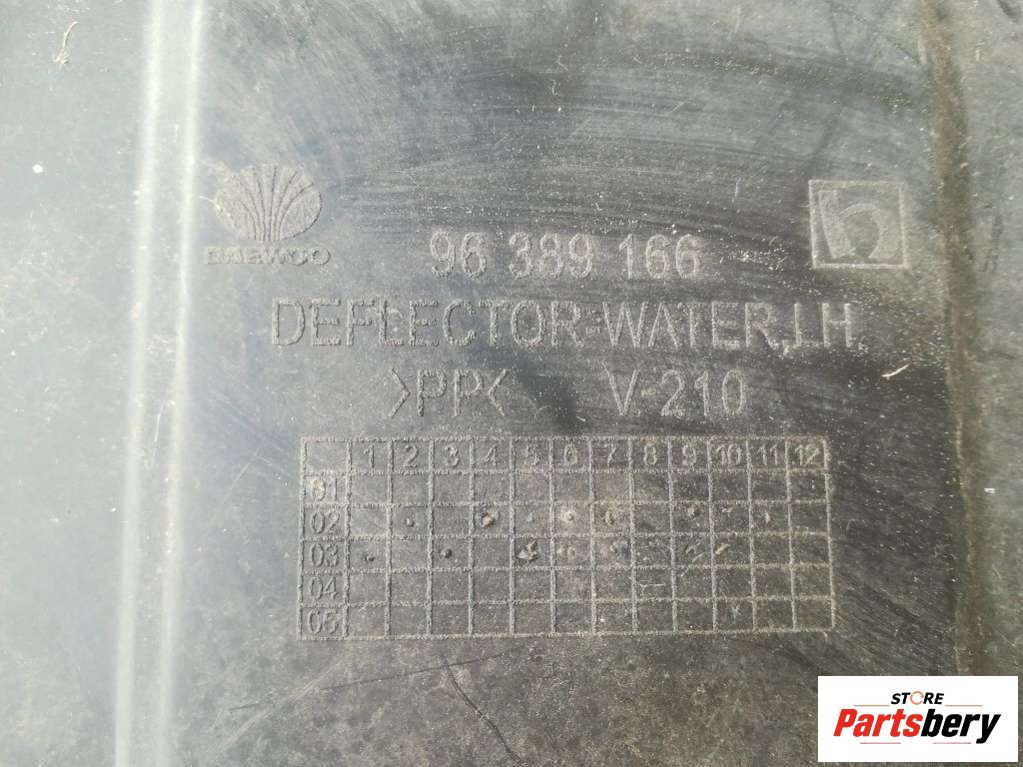 DAEWOO
96 389 166
DEFLECTOR-WATER,LH
>PP< V-210
1 2 3 4 5 6 7 8 9 10 11 12
01
02
03
04
05
STORE
Partsbery